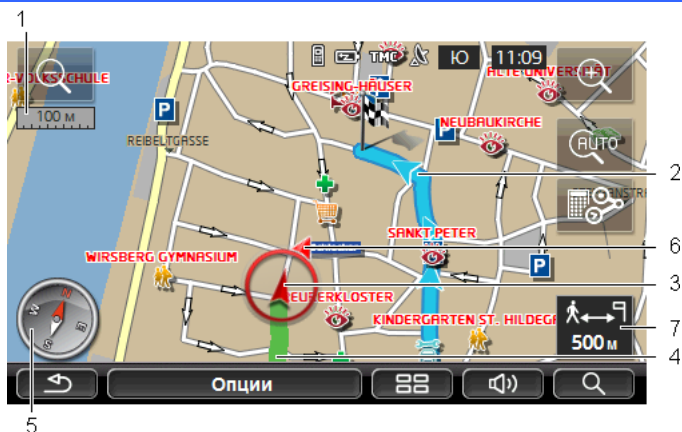 1
TMC
Ю
11:09
R-VOLKSSCHULE
ALTE UNIVERSITÄT
GREISING-HÄUSER
100 м
P
P
NEUBAUKIRCHE
REIBELTGASSE
AUTO
2
SANKT PETER
6
WIRSBERG GYMNASIUM
P
3
REUERERKLOSTER
KINDERGARTEN ST. HILDEG
7
500 м
N
W
E
S
4
Опции
5